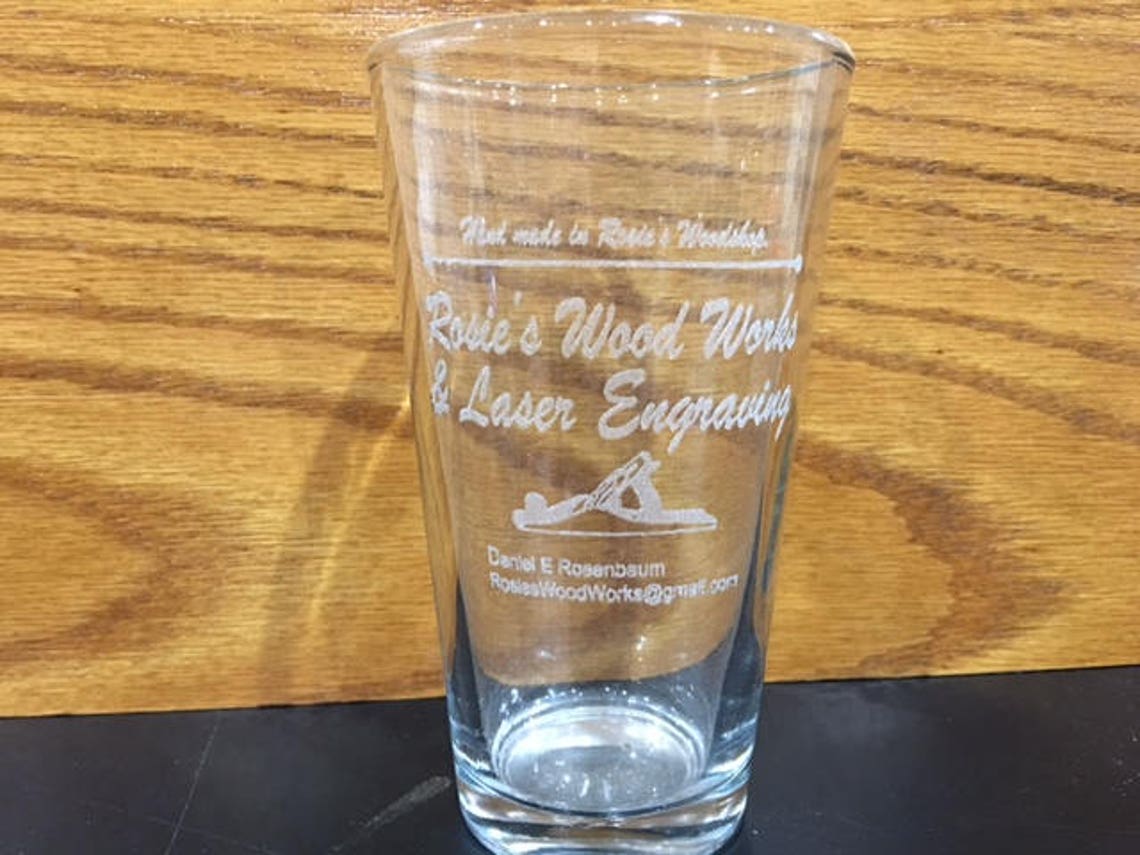 made in Rosie's Woodshop.
Rosie's Wood Works
& Laser Engraving
Daniel E Rosenbaum
RosiesWoodWorks@gmail.com